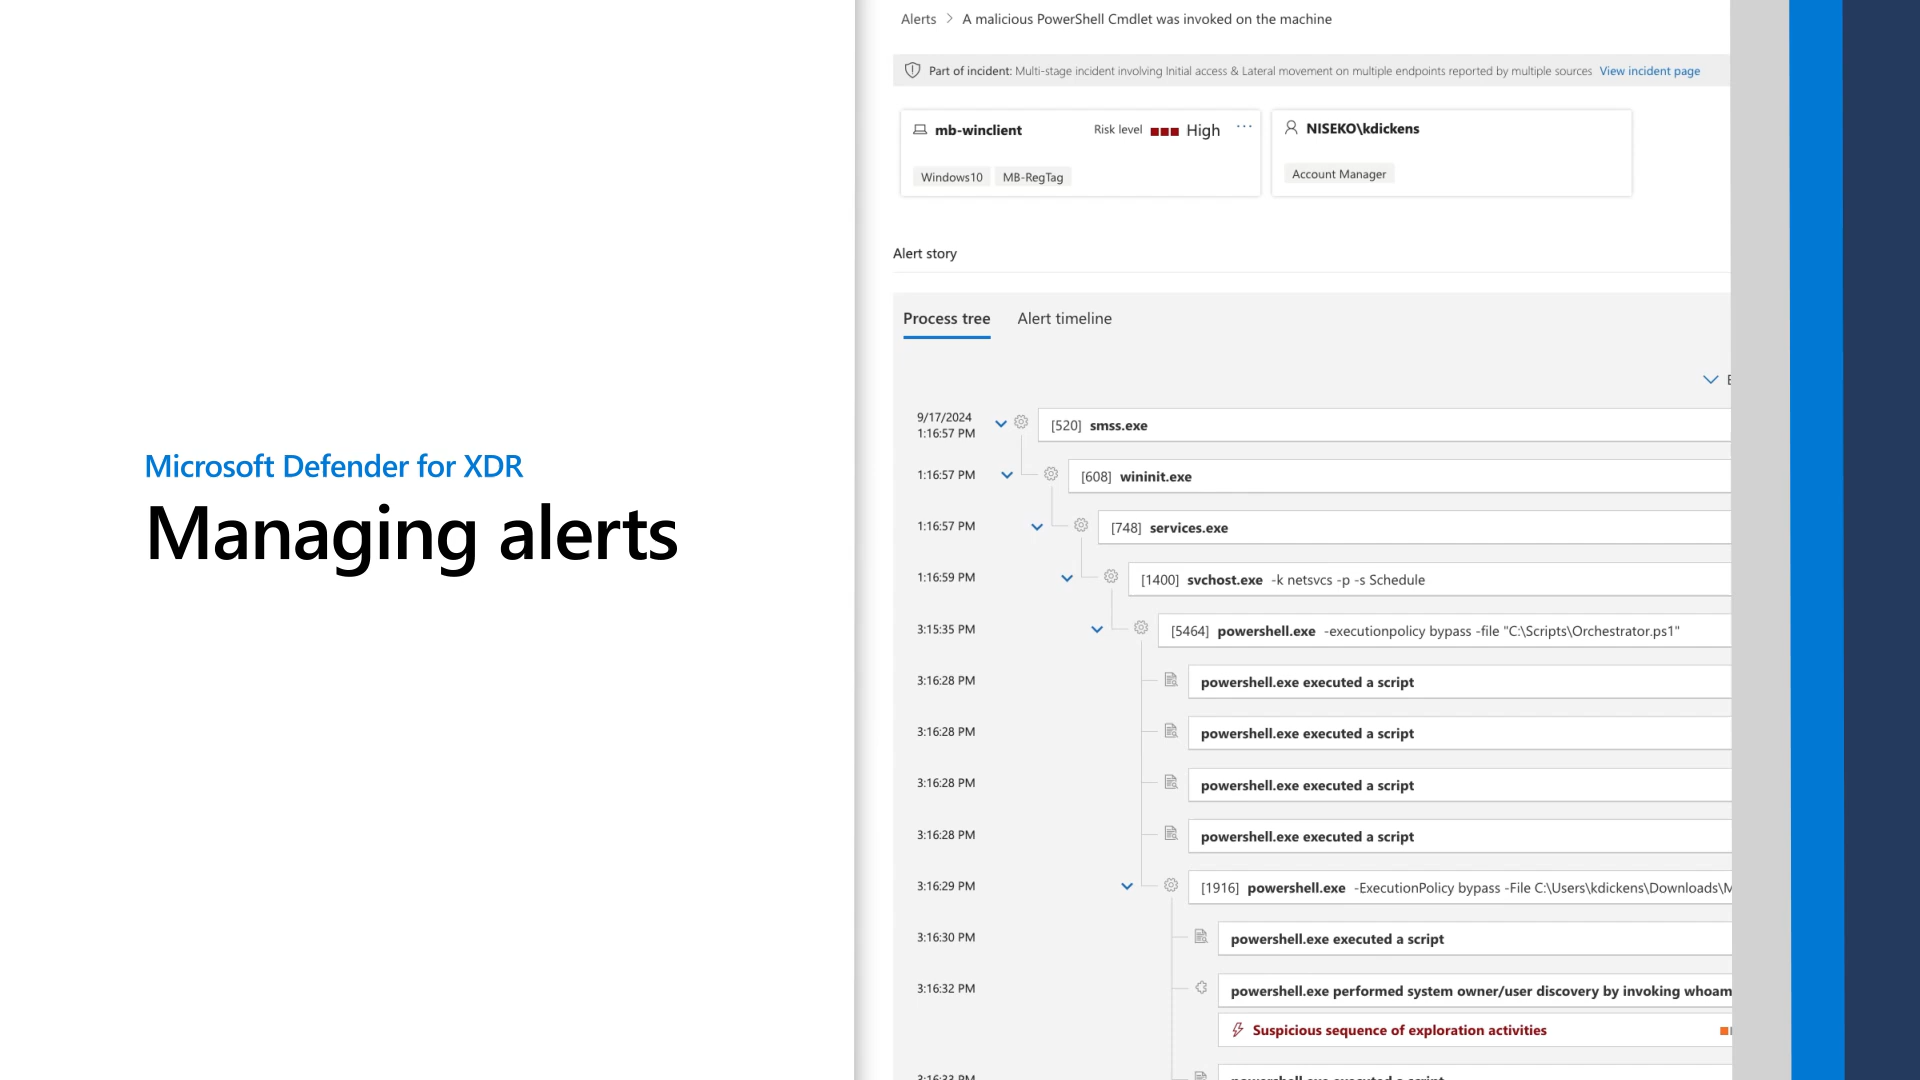 Microsoft Defender for XDR
Managing alerts
Alerts > A malicious PowerShell Cmdlet was invoked on the machine
Part of incident: Multi-stage incident involving Initial access & Lateral movement on multiple endpoints reported by multiple sources View incident page
mb-winclient Risk level High ...
Windows10 MB-RegTag
NISEKO\kdickens
Account Manager
Alert story
Process tree Alert timeline
9/17/2024
1:16:57 PM [520] smss.exe
1:16:57 PM [608] wininit.exe
1:16:57 PM [748] services.exe
1:16:59 PM [1400] svchost.exe -k netsvcs -p -s Schedule
3:15:35 PM [5464] powershell.exe -executionpolicy bypass -file "C:\Scripts\Orchestrator.ps1"
3:16:28 PM powershell.exe executed a script
3:16:28 PM powershell.exe executed a script
3:16:28 PM powershell.exe executed a script
3:16:28 PM powershell.exe executed a script
3:16:29 PM [1916] powershell.exe -ExecutionPolicy bypass -File C:\Users\kdickens\Downloads\M
3:16:30 PM powershell.exe executed a script
3:16:32 PM powershell.exe performed system owner/user discovery by invoking whoam
Suspicious sequence of exploration activities
3:16:33 PM powershell.exe executed a script